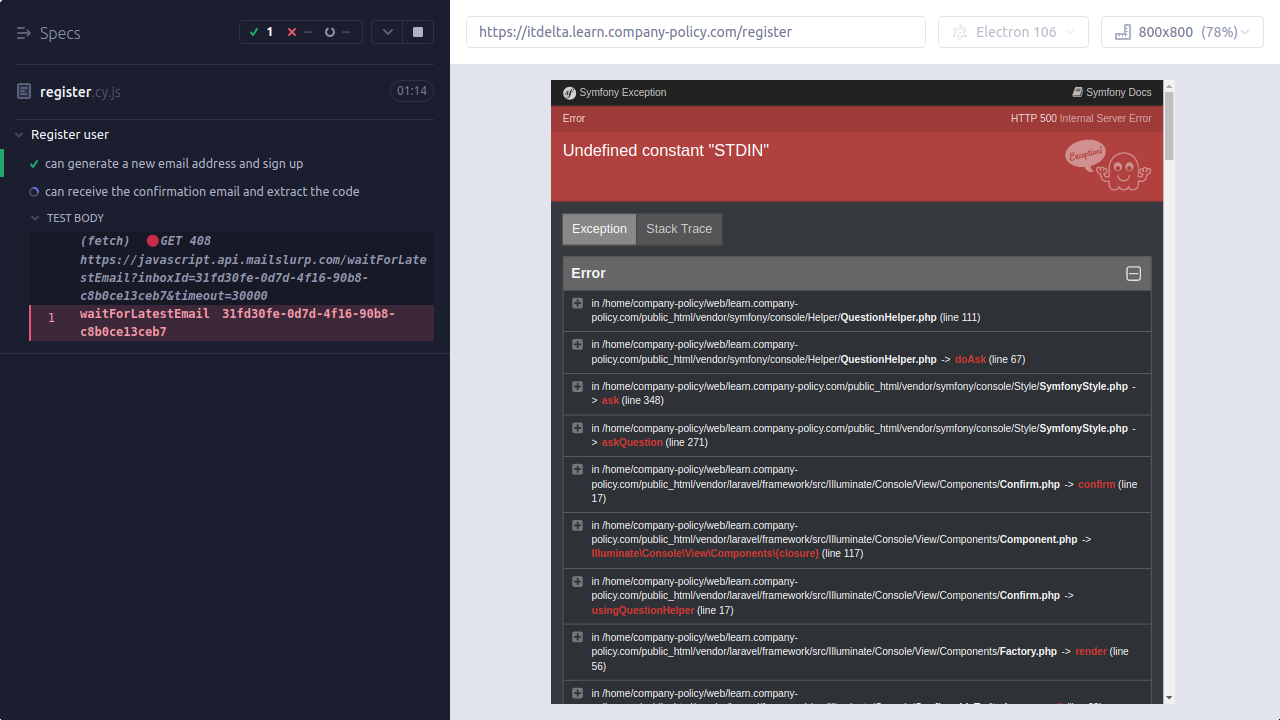 Specs
1
--
--
register.cy.js
01:14
Register user
can generate a new email address and sign up
can receive the confirmation email and extract the code
TEST BODY
(fetch) GET 408
https://javascript.api.mailslurp.com/waitForLate
stEmail?inboxId=31fd30fe-0d7d-4f16-90b8-
c8b0ce13ceb7&timeout=30000
1 waitForLatestEmail 31fd30fe-0d7d-4f16-90b8-
c8b0ce13ceb7
https://itdelta.learn.company-policy.com/register
Electron 106
800x800 (78%)
sf Symfony Exception
Symfony Docs
Error
HTTP 500 Internal Server Error
Undefined constant "STDIN"
Exception!
Exception
Stack Trace
Error
in /home/company-policy/web/learn.company-
policy.com/public_html/vendor/symfony/console/Helper/QuestionHelper.php (line 111)
in /home/company-policy/web/learn.company-
policy.com/public_html/vendor/symfony/console/Helper/QuestionHelper.php -> doAsk (line 67)
in /home/company-policy/web/learn.company-policy.com/public_html/vendor/symfony/console/Style/SymfonyStyle.php -
> ask (line 348)
in /home/company-policy/web/learn.company-policy.com/public_html/vendor/symfony/console/Style/SymfonyStyle.php -
> askQuestion (line 271)
in /home/company-policy/web/learn.company-
policy.com/public_html/vendor/laravel/framework/src/Illuminate/Console/View/Components/Confirm.php -> confirm (line
17)
in /home/company-policy/web/learn.company-
policy.com/public_html/vendor/laravel/framework/src/Illuminate/Console/View/Components/Component.php ->
Illuminate\Console\View\Components\{closure} (line 117)
in /home/company-policy/web/learn.company-
policy.com/public_html/vendor/laravel/framework/src/Illuminate/Console/View/Components/Confirm.php ->
usingQuestionHelper (line 17)
in /home/company-policy/web/learn.company-
policy.com/public_html/vendor/laravel/framework/src/Illuminate/Console/View/Components/Factory.php -> render (line
56)
in /home/company-policy/web/learn.company-